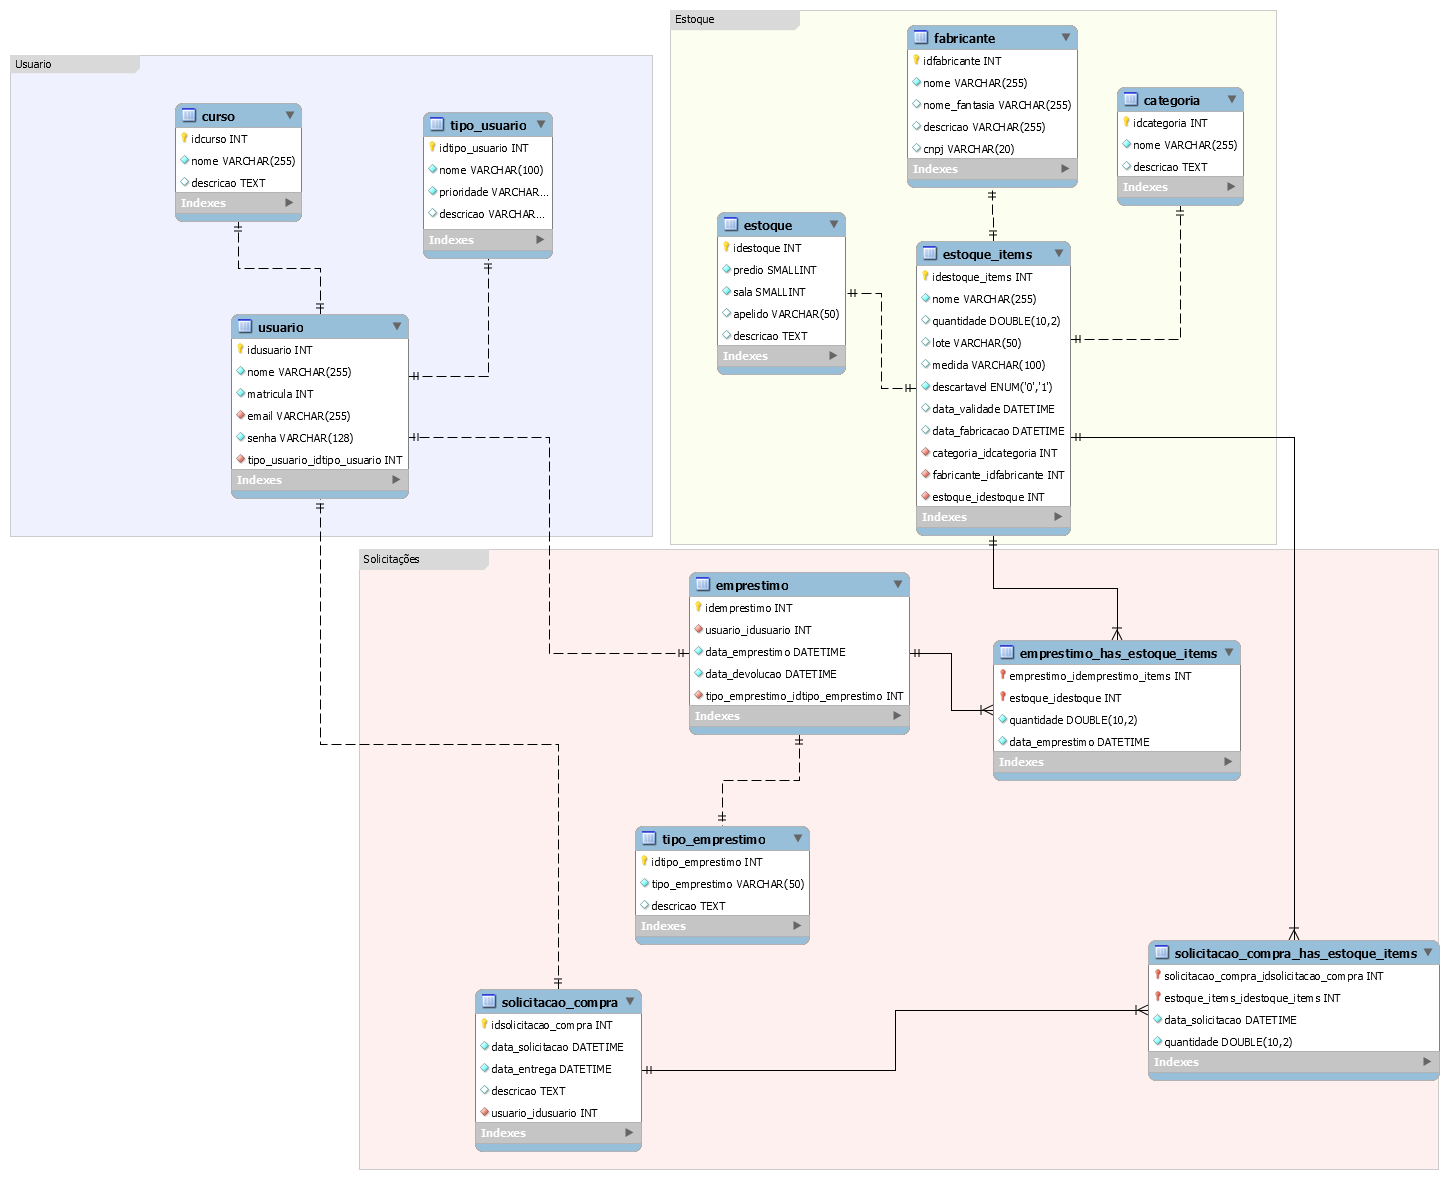 Usuario
curso
idcurso INT
nome VARCHAR(255)
descricao TEXT
Indexes
tipo_usuario
idtipo_usuario INT
nome VARCHAR(100)
prioridade VARCHAR...
descricao VARCHAR...
Indexes
usuario
idusuario INT
nome VARCHAR(255)
matricula INT
email VARCHAR(255)
senha VARCHAR(128)
tipo_usuario_idtipo_usuario INT
Indexes
Estoque
fabricante
idfabricante INT
nome VARCHAR(255)
nome_fantasia VARCHAR(255)
descricao VARCHAR(255)
cnpj VARCHAR(20)
Indexes
categoria
idcategoria INT
nome VARCHAR(255)
descricao TEXT
Indexes
estoque
idestoque INT
predio SMALLINT
sala SMALLINT
apelido VARCHAR(50)
descricao TEXT
Indexes
estoque_items
idestoque_items INT
nome VARCHAR(255)
quantidade DOUBLE(10,2)
lote VARCHAR(50)
medida VARCHAR(100)
descartavel ENUM('0','1')
data_validade DATETIME
data_fabricacao DATETIME
categoria_idcategoria INT
fabricante_idfabricante INT
estoque_idestoque INT
Indexes
Solicitações
emprestimo
idemprestimo INT
usuario_idusuario INT
data_emprestimo DATETIME
data_devolucao DATETIME
tipo_emprestimo_idtipo_emprestimo INT
Indexes
emprestimo_has_estoque_items
emprestimo_idemprestimo_items INT
estoque_idestoque INT
quantidade DOUBLE(10,2)
data_emprestimo DATETIME
Indexes
tipo_emprestimo
idtipo_emprestimo INT
tipo_emprestimo VARCHAR(50)
descricao TEXT
Indexes
solicitacao_compra
idsolicitacao_compra INT
data_solicitacao DATETIME
data_entrega DATETIME
descricao TEXT
usuario_idusuario INT
Indexes
solicitacao_compra_has_estoque_items
solicitacao_compra_idsolicitacao_compra INT
estoque_items_idestoque_items INT
data_solicitacao DATETIME
quantidade DOUBLE(10,2)
Indexes